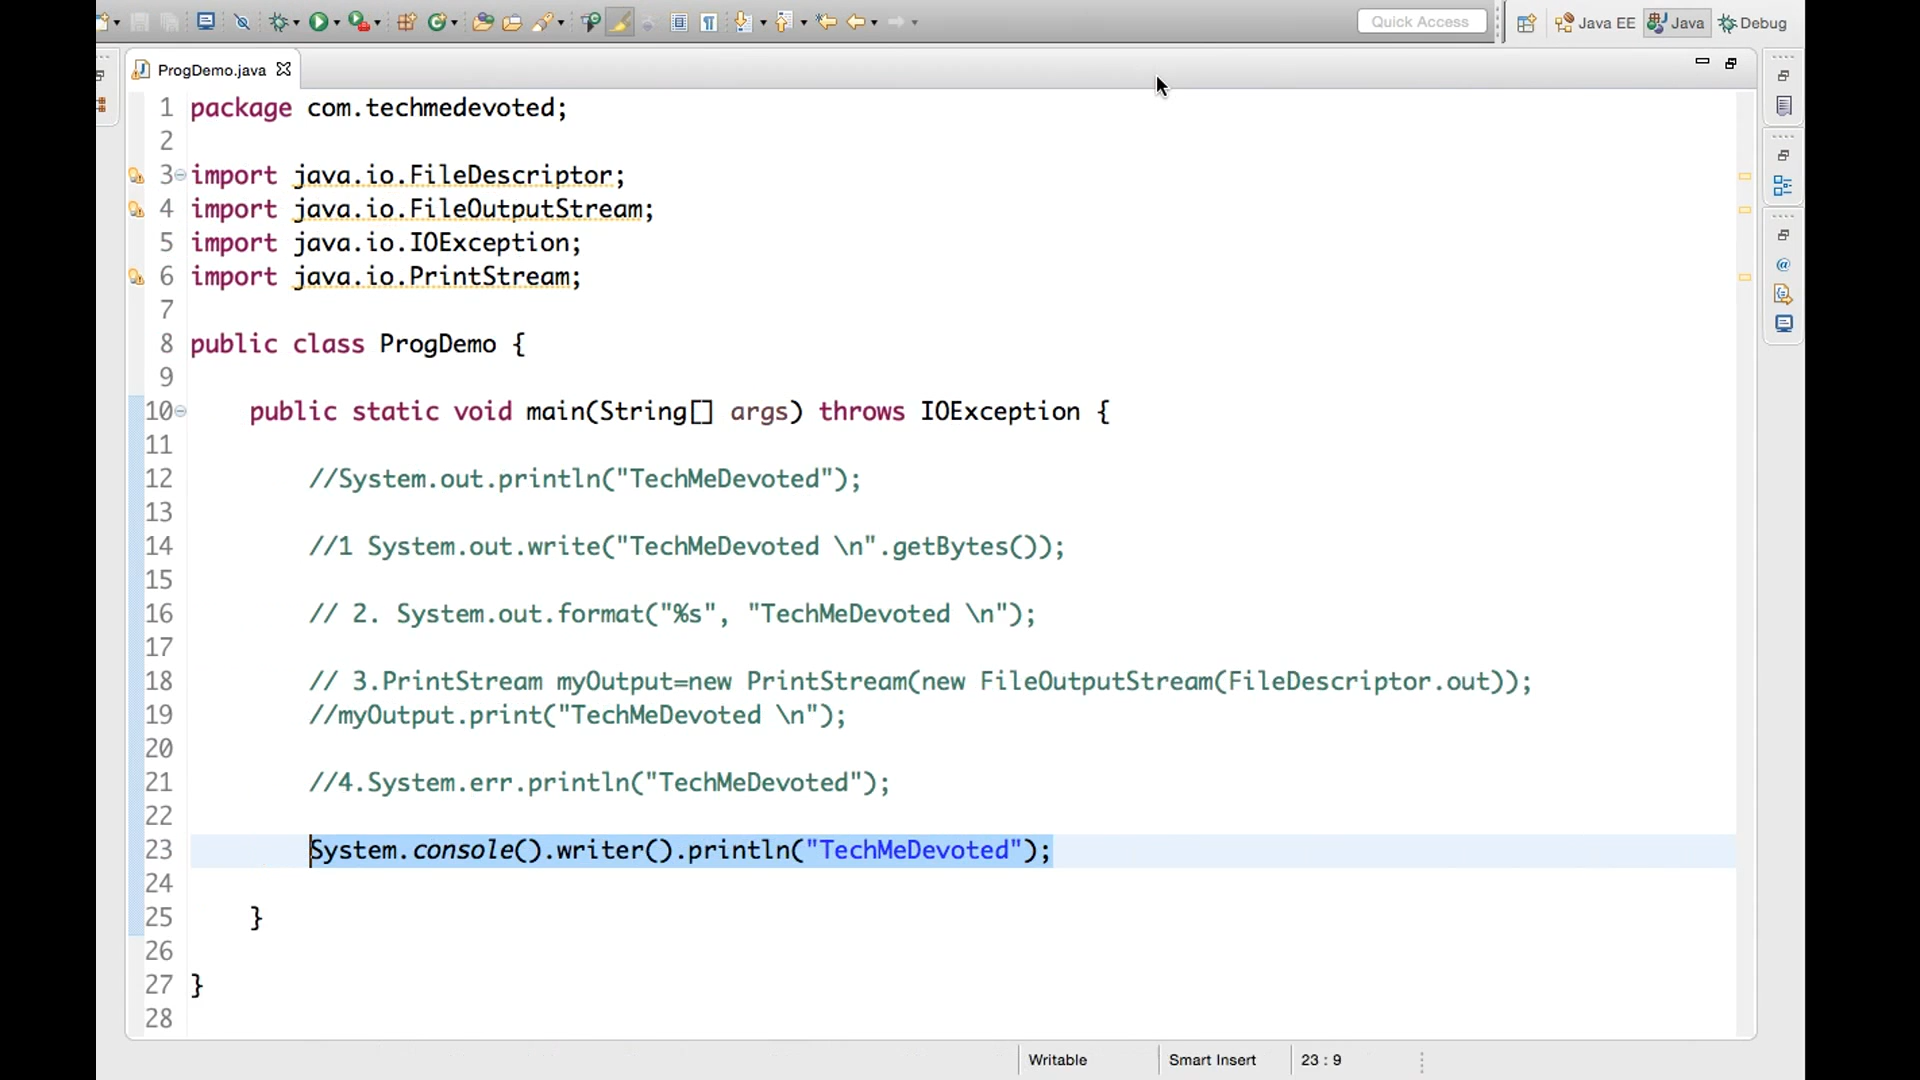 Quick Access
Java EE
Java
Debug
ProgDemo.java
1 package com.techmedevoted;
2
3 import java.io.FileDescriptor;
4 import java.io.FileOutputStream;
5 import java.io.IOException;
6 import java.io.PrintStream;
7
8 public class ProgDemo {
9
10 public static void main(String[] args) throws IOException {
11
12 //System.out.println("TechMeDevoted");
13
14 //1 System.out.write("TechMeDevoted \n".getBytes());
15
16 // 2. System.out.format("%s", "TechMeDevoted \n");
17
18 // 3.PrintStream myOutput=new PrintStream(new FileOutputStream(FileDescriptor.out));
19 //myOutput.print("TechMeDevoted \n");
20
21 //4.System.err.println("TechMeDevoted");
22
23 System.console().writer().println("TechMeDevoted");
24
25 }
26
27 }
28
Writable
Smart Insert
23 : 9